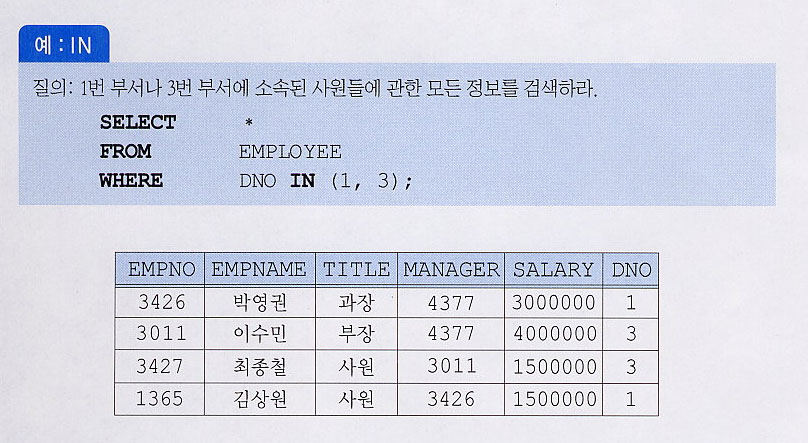 예 : IN
질의: 1번 부서나 3번 부서에 소속된 사원들에 관한 모든 정보를 검색하라.
SELECT *
FROM EMPLOYEE
WHERE DNO IN (1, 3);
EMPNO EMPNAME TITLE MANAGER SALARY DNO
3426 박영권 과장 4377 3000000 1
3011 이수민 부장 4377 4000000 3
3427 최종철 사원 3011 1500000 3
1365 김상원 사원 3426 1500000 1